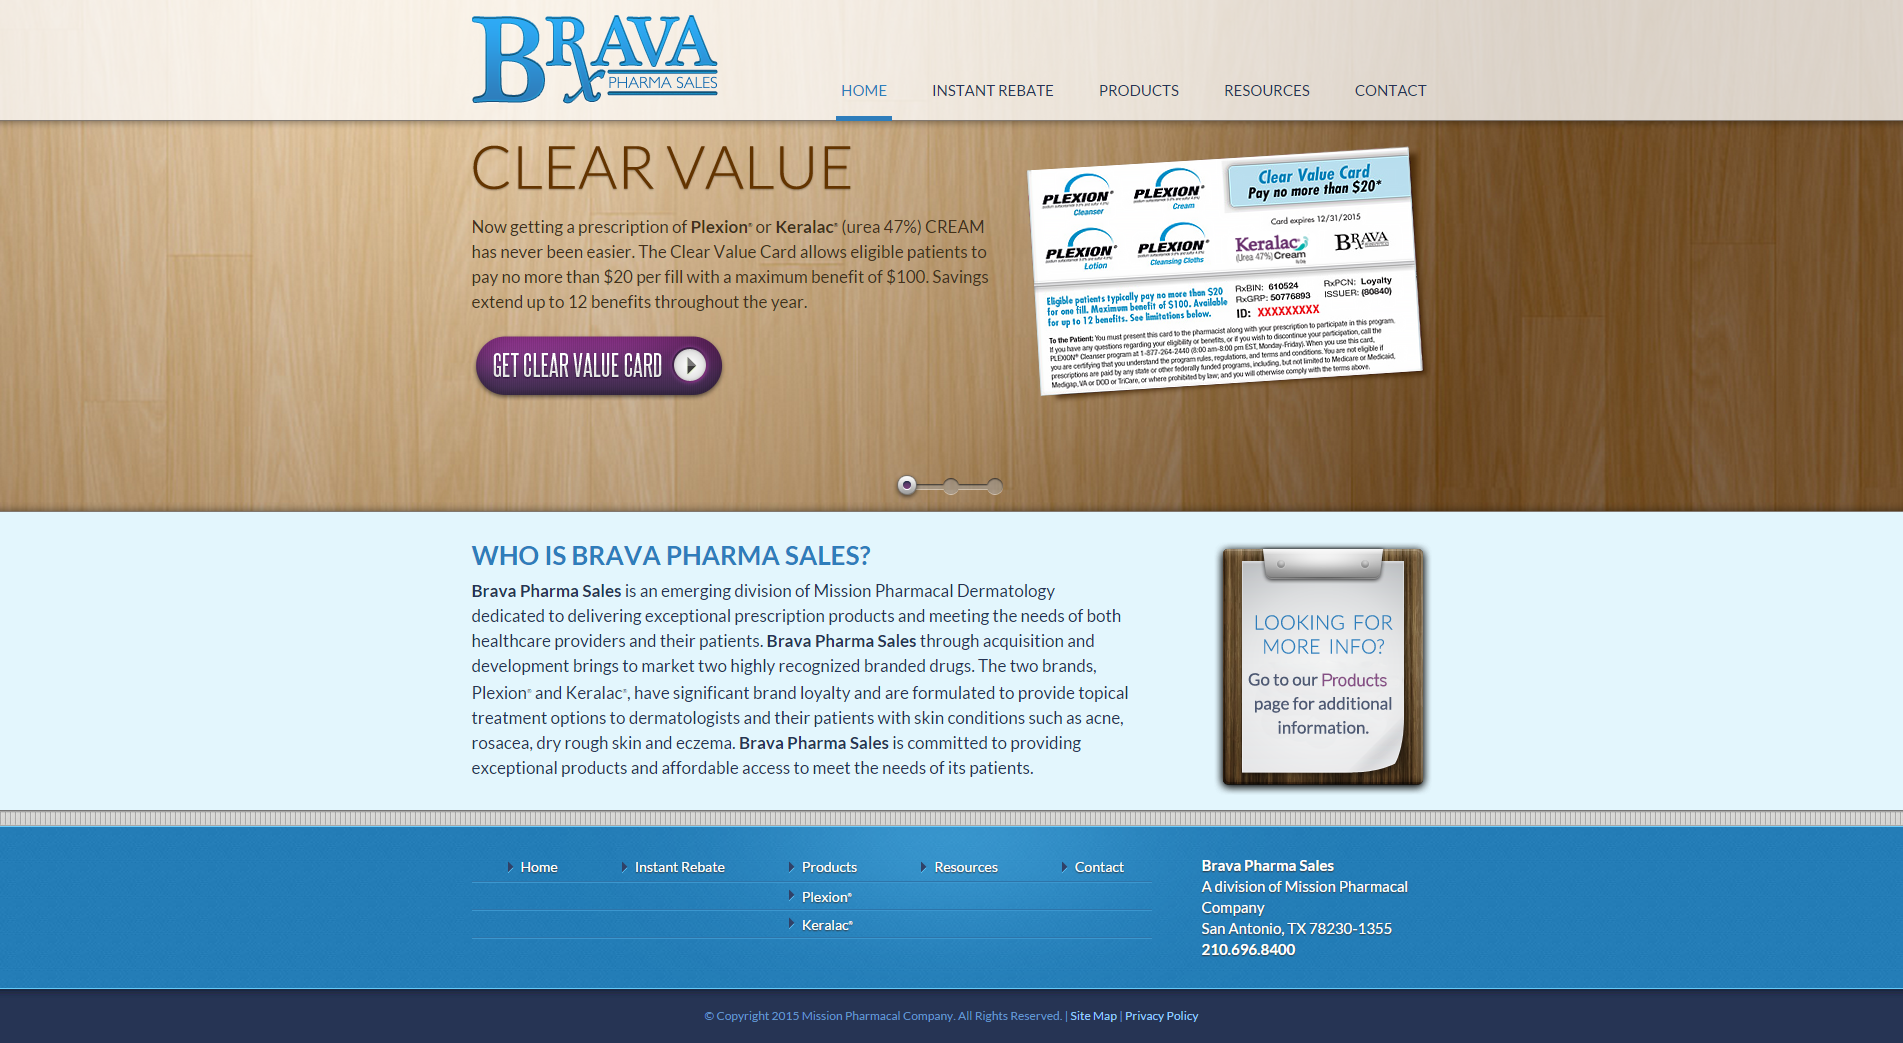 BRAVA
Rx PHARMA SALES
HOME INSTANT REBATE PRODUCTS RESOURCES CONTACT
CLEAR VALUE
Now getting a prescription of Plexion® or Keralac® (urea 47%) CREAM
has never been easier. The Clear Value Card allows eligible patients to
pay no more than $20 per fill with a maximum benefit of $100. Savings
extend up to 12 benefits throughout the year.
GET CLEAR VALUE CARD
PLEXION®
sodium sulfacetamide 9.8% and sulfur 4.8%)
Cleanser
PLEXION®
sodium sulfacetamide 9.8% and sulfur 4.8%)
Cream
Clear Value Card
Pay no more than $20*
Card expires 12/31/2015
PLEXION®
Lotion
PLEXION®
Cleansing Cloths
Keralac®
(Urea 47%) Cream
BRAVA
Eligible patients typically pay no more than $20
for one fill. Maximum benefit of $100. Available
for up to 12 benefits. See limitations below.
RxBIN: 610524
RxGRP: 50776893
ID: XXXXXXXXX
RxPCN: Loyalty
ISSUER: (80840)
To the Patient: You must present this card to the pharmacist along with your prescription to participate in this program.
If you have any questions regarding your eligibility or benefits, or if you wish to discontinue your participation, call the
PLEXION® Cleanser program at 1-877-264-2440 (8:00 am-8:00 pm EST, Monday-Friday). When you use this card,
you are certifying that you understand the program rules, regulations, and terms and conditions. You are not eligible if
prescriptions are paid by any state or other federally funded programs, including, but not limited to Medicare or Medicaid,
Medigap, VA or DOD or TriCare, or where prohibited by law; and you will otherwise comply with the terms above.
WHO IS BRAVA PHARMA SALES?
Brava Pharma Sales is an emerging division of Mission Pharmacal Dermatology
dedicated to delivering exceptional prescription products and meeting the needs of both
healthcare providers and their patients. Brava Pharma Sales through acquisition and
development brings to market two highly recognized branded drugs. The two brands,
Plexion® and Keralac®, have significant brand loyalty and are formulated to provide topical
treatment options to dermatologists and their patients with skin conditions such as acne,
rosacea, dry rough skin and eczema. Brava Pharma Sales is committed to providing
exceptional products and affordable access to meet the needs of its patients.
LOOKING FOR
MORE INFO?
Go to our Products
page for additional
information.
Home Instant Rebate Products Resources Contact
Plexion®
Keralac®
Brava Pharma Sales
A division of Mission Pharmacal
Company
San Antonio, TX 78230-1355
210.696.8400
© Copyright 2015 Mission Pharmacal Company. All Rights Reserved. | Site Map | Privacy Policy